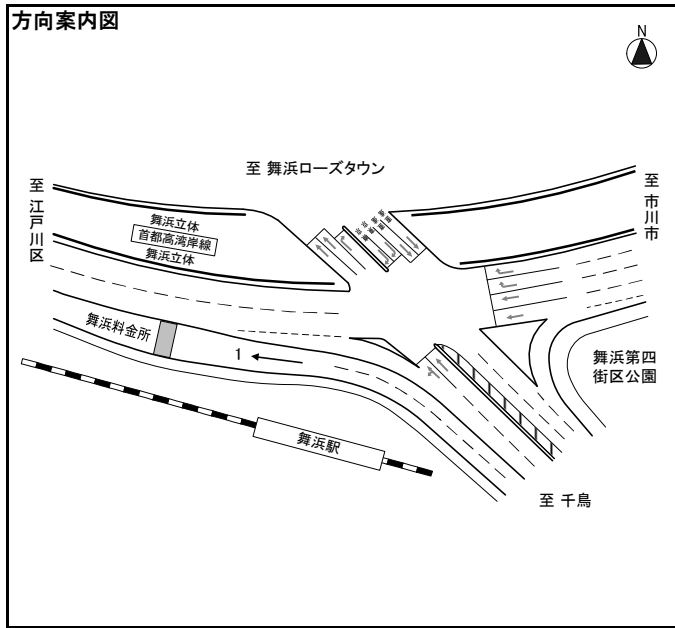 方向案内図
N
至 舞浜ローズタウン
至 江戸川区
至 市川市
舞浜立体
首都高湾岸線
舞浜立体
舞浜料金所
1
舞浜第四
街区公園
舞浜駅
至 千鳥